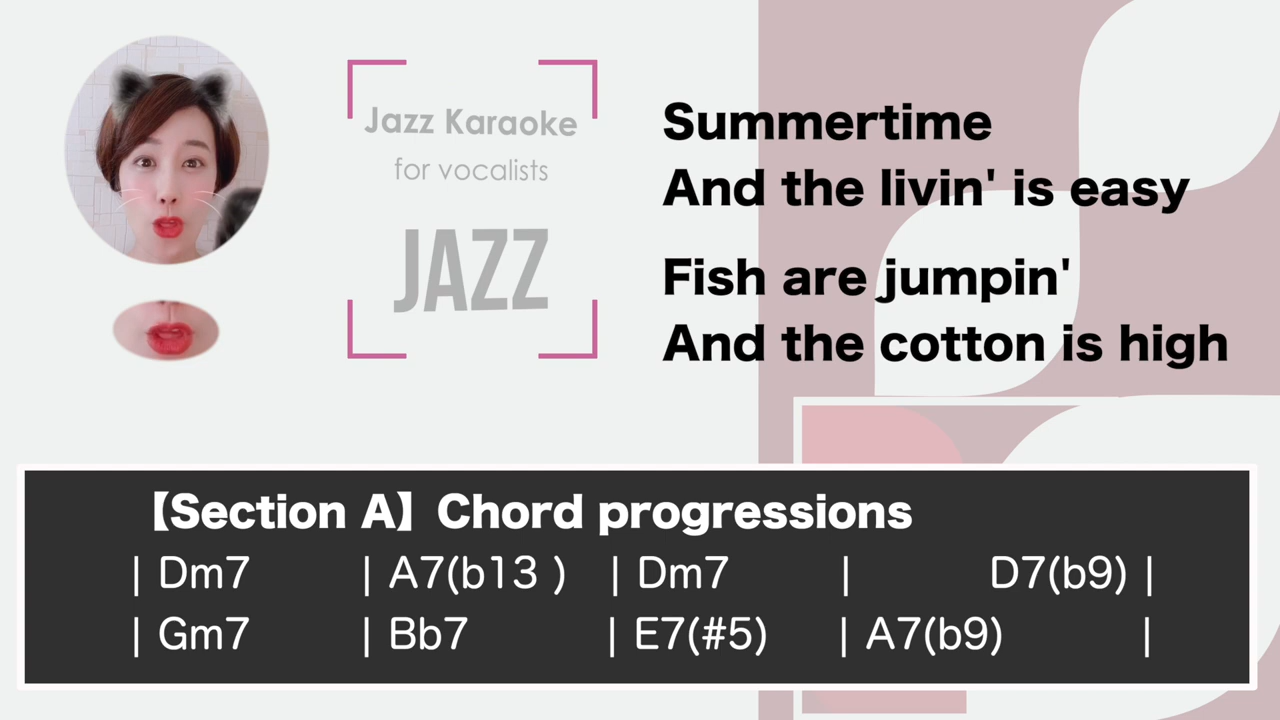 Jazz Karaoke
for vocalists
JAZZ
Summertime
And the livin' is easy
Fish are jumpin'
And the cotton is high
【Section A】Chord progressions
| Dm7 | A7(b13 ) | Dm7 | D7(b9) |
| Gm7 | Bb7 | E7(#5) | A7(b9) |